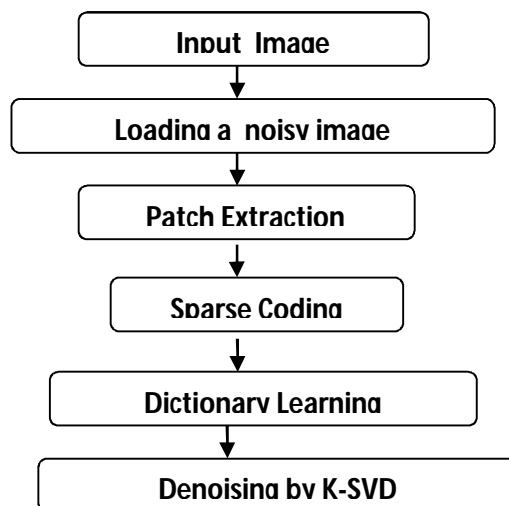 Input Image
Loading a noisy image
Patch Extraction
Sparse Coding
Dictionary Learning
Denoising by K-SVD